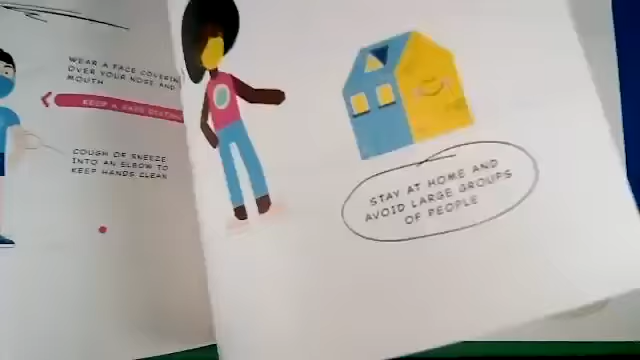 WEAR A FACE COVERING
OVER YOUR NOSE AND
MOUTH
KEEP A SAFE DISTANCE
COUGH OR SNEEZE
INTO AN ELBOW TO
KEEP HANDS CLEAN
STAY AT HOME AND
AVOID LARGE GROUPS
OF PEOPLE